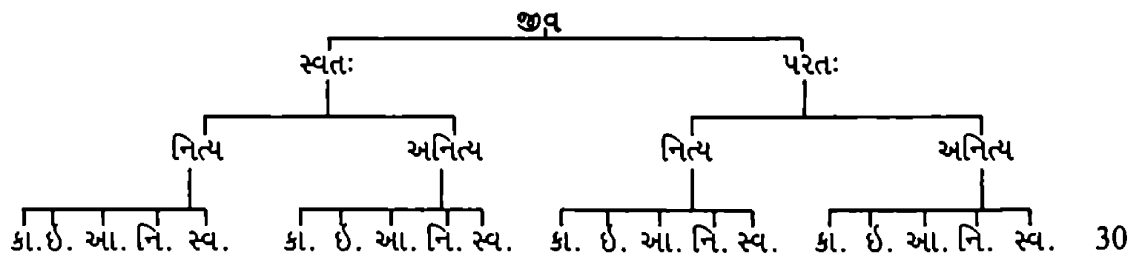 જીવ
સ્વતઃ પરતઃ
નિત્ય અનિત્ય નિત્ય અનિત્ય
કા. ઈ. આ. નિ. સ્વ. કા. ઈ. આ. નિ. સ્વ. કા. ઈ. આ. નિ. સ્વ. કા. ઈ. આ. નિ. સ્વ. 30